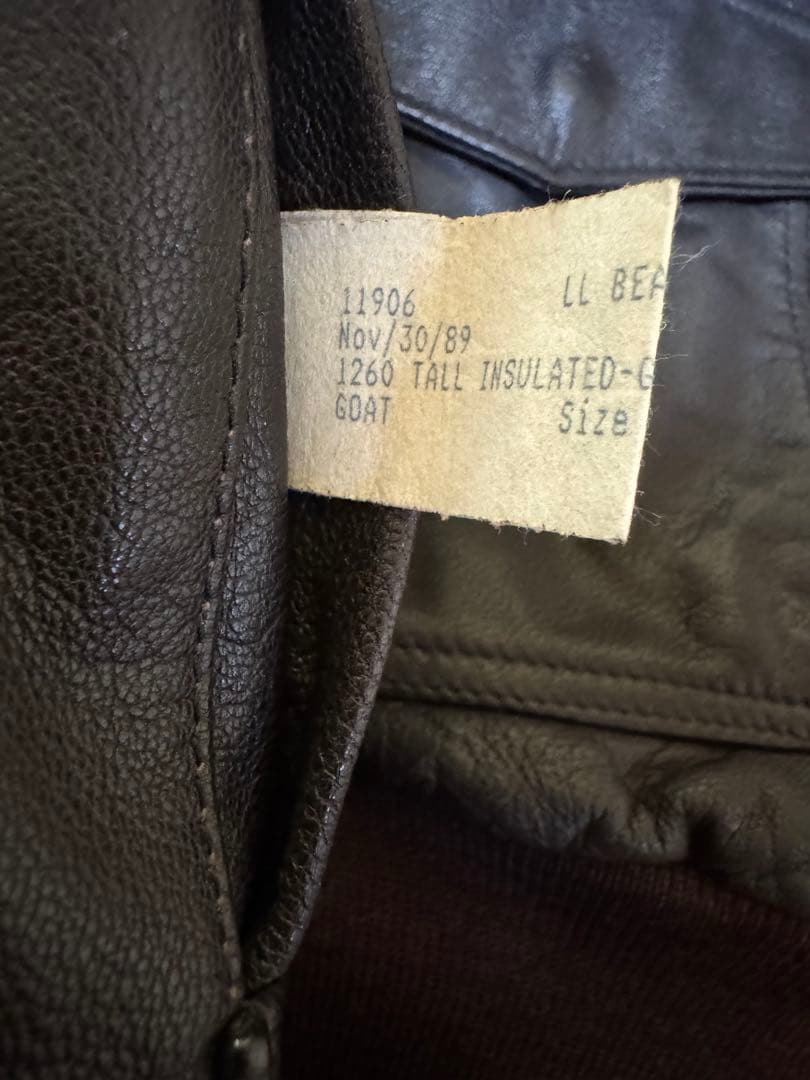 11906 LL BEA
Nov/30/89
1260 TALL INSULATED-G
GOAT Size